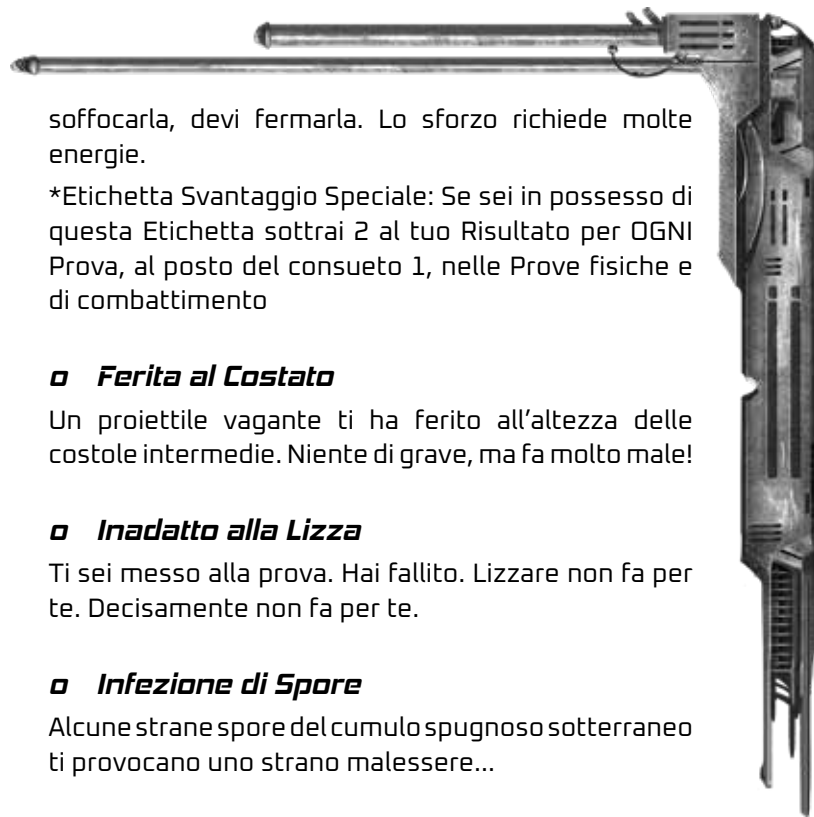 soffocarla, devi fermarla. Lo sforzo richiede molte
energie.
*Etichetta Svantaggio Speciale: Se sei in possesso di
questa Etichetta sottrai 2 al tuo Risultato per OGNI
Prova, al posto del consueto 1, nelle Prove fisiche e
di combattimento
o Ferita al Costato
Un proiettile vagante ti ha ferito all'altezza delle
costole intermedie. Niente di grave, ma fa molto male!
o Inadatto alla Lizza
Ti sei messo alla prova. Hai fallito. Lizzare non fa per
te. Decisamente non fa per te.
o Infezione di Spore
Alcune strane spore del cumulo spugnoso sotterraneo
ti provocano uno strano malessere...